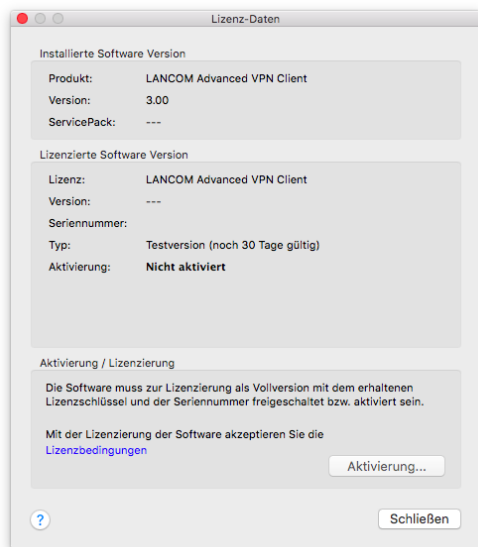 Lizenz-Daten
Installierte Software Version
Produkt: LANCOM Advanced VPN Client
Version: 3.00
ServicePack: ---
Lizenzierte Software Version
Lizenz: LANCOM Advanced VPN Client
Version: ---
Seriennummer:
Typ: Testversion (noch 30 Tage gültig)
Aktivierung: Nicht aktiviert
Aktivierung / Lizenzierung
Die Software muss zur Lizenzierung als Vollversion mit dem erhaltenen
Lizenzschlüssel und der Seriennummer freigeschaltet bzw. aktiviert sein.
Mit der Lizenzierung der Software akzeptieren Sie die
Lizenzbedingungen
Aktivierung...
? Schließen